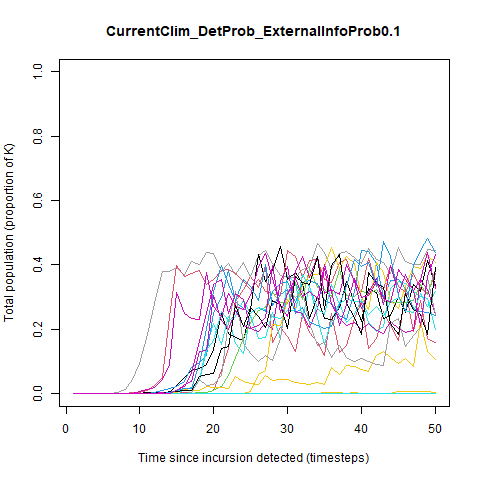 CurrentClim_DetProb_ExternalInfoProb0.1
Total population (proportion of K)
1.0
0.8
0.6
0.4
0.2
0.0
0 10 20 30 40 50
Time since incursion detected (timesteps)